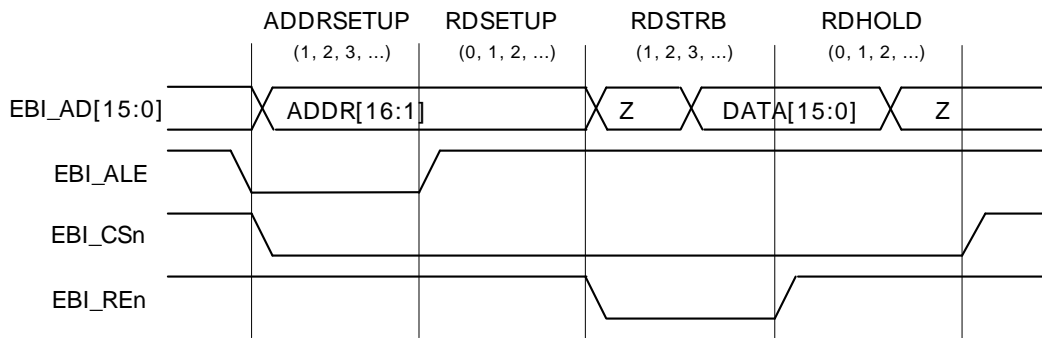 ADDRSETUP RDSETUP RDSTRB RDHOLD
(1, 2, 3, ...) (0, 1, 2, ...) (1, 2, 3, ...) (0, 1, 2, ...)
EBI_AD[15:0] ADDR[16:1] Z DATA[15:0] Z
EBI_ALE
EBI_CSn
EBI_REn